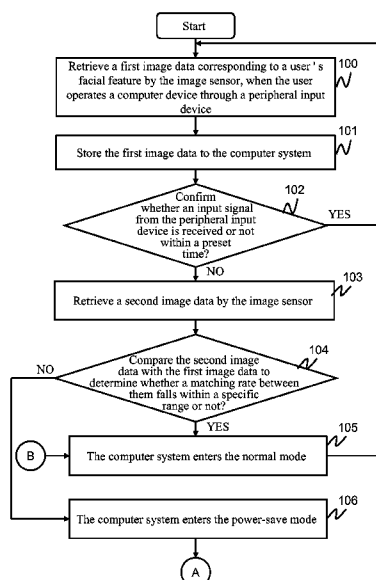 Start
Retrieve a first image data corresponding to a user's
facial feature by the image sensor, when the user
operates a computer device through a peripheral input
device
100
Store the first image data to the computer system
101
Confirm
whether an input signal
from the peripheral input
device is received or not
within a preset
time?
102
YES
NO
Retrieve a second image data by the image sensor
103
Compare the second image
data with the first image data to
determine whether a matching rate between
them falls within a specific
range or not?
104
NO
YES
B
The computer system enters the normal mode
105
The computer system enters the power-save mode
106
A